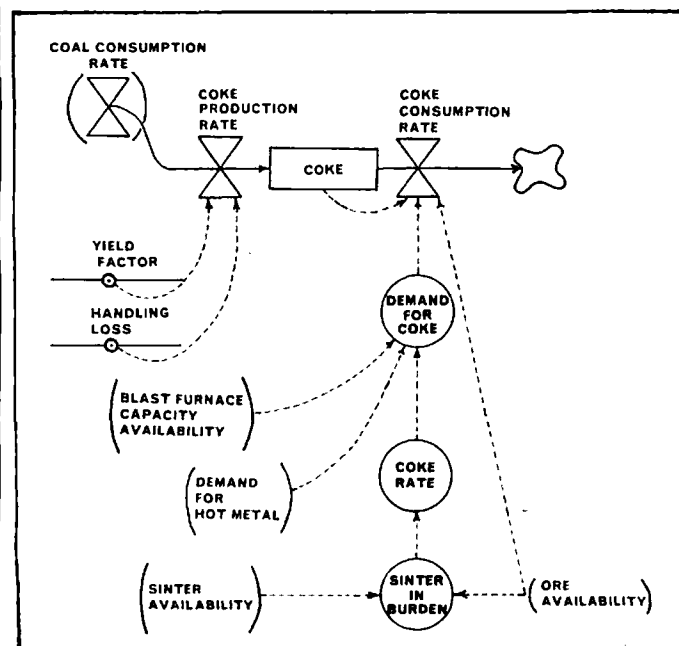 COAL CONSUMPTION
RATE
COKE
PRODUCTION
RATE
COKE
CONSUMPTION
RATE
COKE
YIELD
FACTOR
HANDLING
LOSS
DEMAND
FOR
COKE
(BLAST FURNACE
CAPACITY
AVAILABILITY)
(DEMAND
FOR
HOT METAL)
COKE
RATE
(SINTER
AVAILABILITY)
SINTER
IN
BURDEN
(ORE
AVAILABILITY)